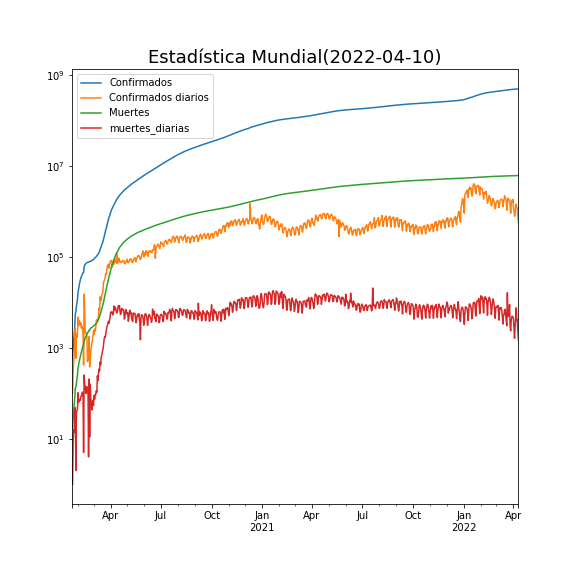 Estadística Mundial(2022-04-10)
Confirmados
Confirmados diarios
Muertes
muertes_diarias
10⁹
10⁷
10⁵
10³
10¹
Apr Jul Oct Jan Apr Jul Oct Jan Apr
2021 2022